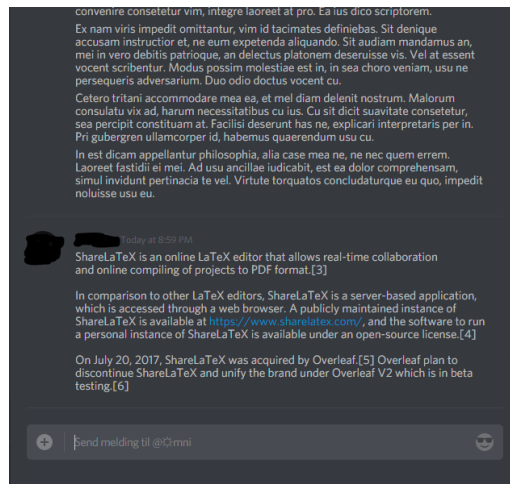 convenire consetetur vim, integre laoreet at pro. Ea ius dico scriptorem.
Ex nam viris impedit omittantur, vim id tacimates definiebas. Sit denique
accusam instructior et, ne eum expetenda aliquando. Sit audiam mandamus an,
mei in vero debitis patrioque, an delectus platonem deseruisse vis. Vel at essent
vocent scribentur. Modus possim molestiae est in, in sea choro veniam, usu ne
persequeris adversarium. Duo odio doctus vocent cu.
Cetero tritani accommodare mea ea, et mel diam delenit nostrum. Malorum
consulatu vix ad, harum necessitatibus cu ius. Cu sit dicit suavitate consetetur,
sea percipit constituam at. Facilisi deserunt has ne, explicari interpretaris per in.
Pri gubergren ullamcorper id, habemus quaerendum usu cu.
In est dicam appellantur philosophia, alia case mea ne, ne nec quem errem.
Laoreet fastidii ei mei. Ad usu ancillae iudicabit, est ea dolor comprehensam,
simul invidunt pertinacia te vel. Virtute torquatos concludaturque eu quo, impedit
noluisse usu eu.
Today at 8:59 PM
ShareLaTeX is an online LaTeX editor that allows real-time collaboration
and online compiling of projects to PDF format.[3]
In comparison to other LaTeX editors, ShareLaTeX is a server-based application,
which is accessed through a web browser. A publicly maintained instance of
ShareLaTeX is available at https://www.sharelatex.com/, and the software to run
a personal instance of ShareLaTeX is available under an open-source license.[4]
On July 20, 2017, ShareLaTeX was acquired by Overleaf.[5] Overleaf plan to
discontinue ShareLaTeX and unify the brand under Overleaf V2 which is in beta
testing.[6]
Send melding til @⛭mni